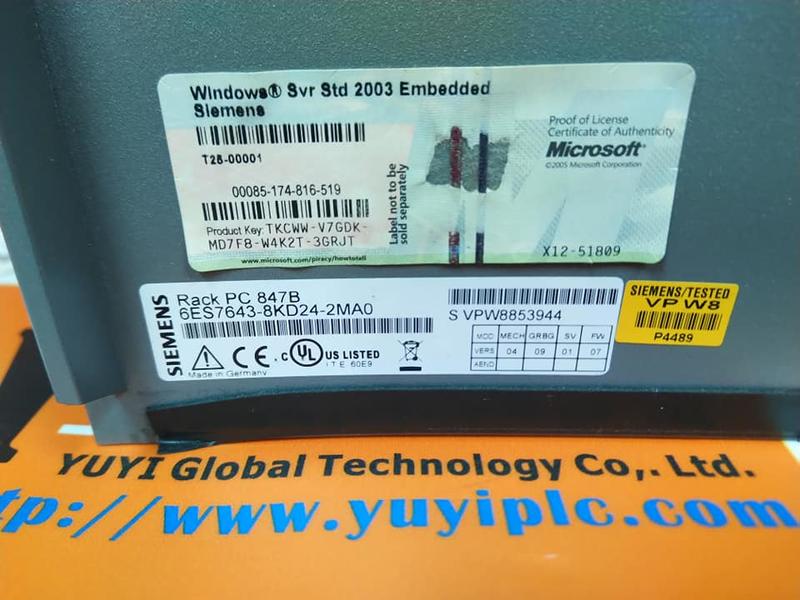 Windows® Svr Std 2003 Embedded
Siemens
T28-00001
00085-174-816-519
Product Key: TKCWW-V7GDK-
MD7F8-W4K2T-3GRJT
www.microsoft.com/piracy/howtotell
Label not to be
sold separately
Proof of License
Certificate of Authenticity
Microsoft®
©2005 Microsoft Corporation
X12-51809
SIEMENS
Rack PC 847B
6ES7643-8KD24-2MA0
S VPW8853944
CE c UL US LISTED
I.T.E. 60E9
Made in Germany
MOD MECH GRBG SV FW
VERS 04 09 01 07
AEND
SIEMENS/TESTED
VP W8
P4489
YUYI Global Technology Co,. Ltd.
tp://www.yuyiplc.com